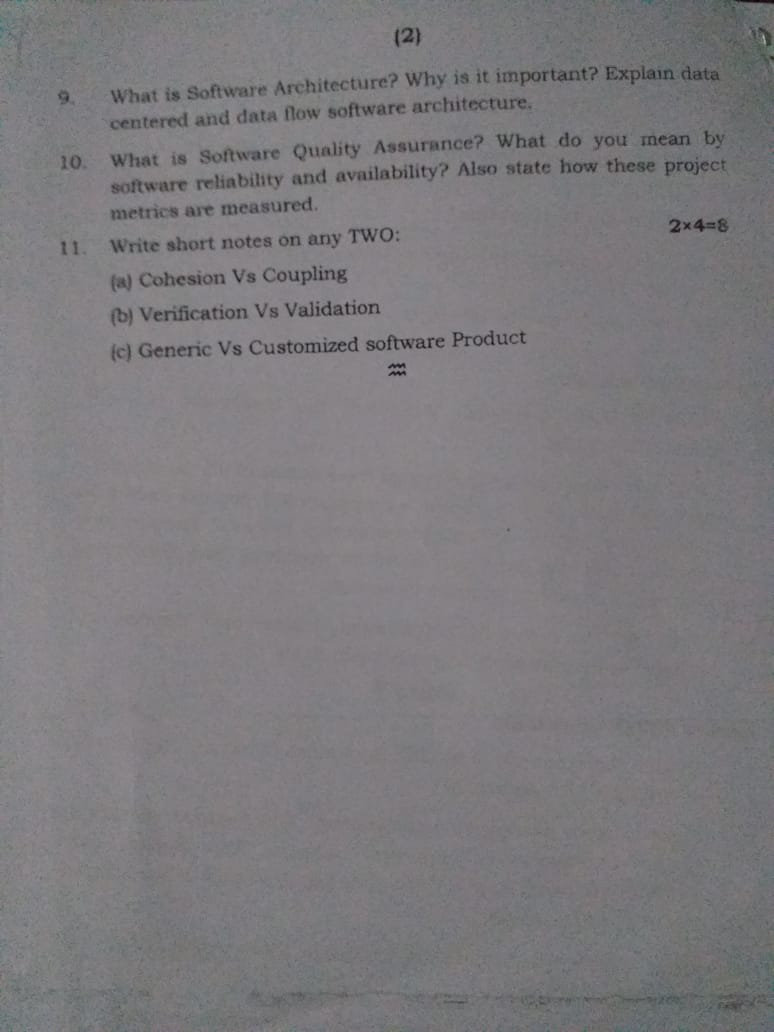 (2)
9. What is Software Architecture? Why is it important? Explain data
centered and data flow software architecture.
10. What is Software Quality Assurance? What do you mean by
software reliability and availability? Also state how these project
metrics are measured.
11. Write short notes on any TWO: 2×4=8
(a) Cohesion Vs Coupling
(b) Verification Vs Validation
(c) Generic Vs Customized software Product